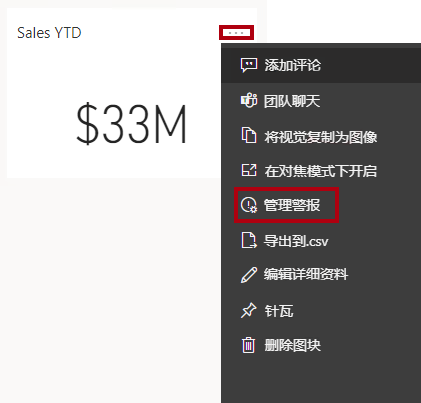 Sales YTD
...
$33M
添加评论
团队聊天
将视觉复制为图像
在对焦模式下开启
管理警报
导出到.csv
编辑详细资料
针瓦
删除图块